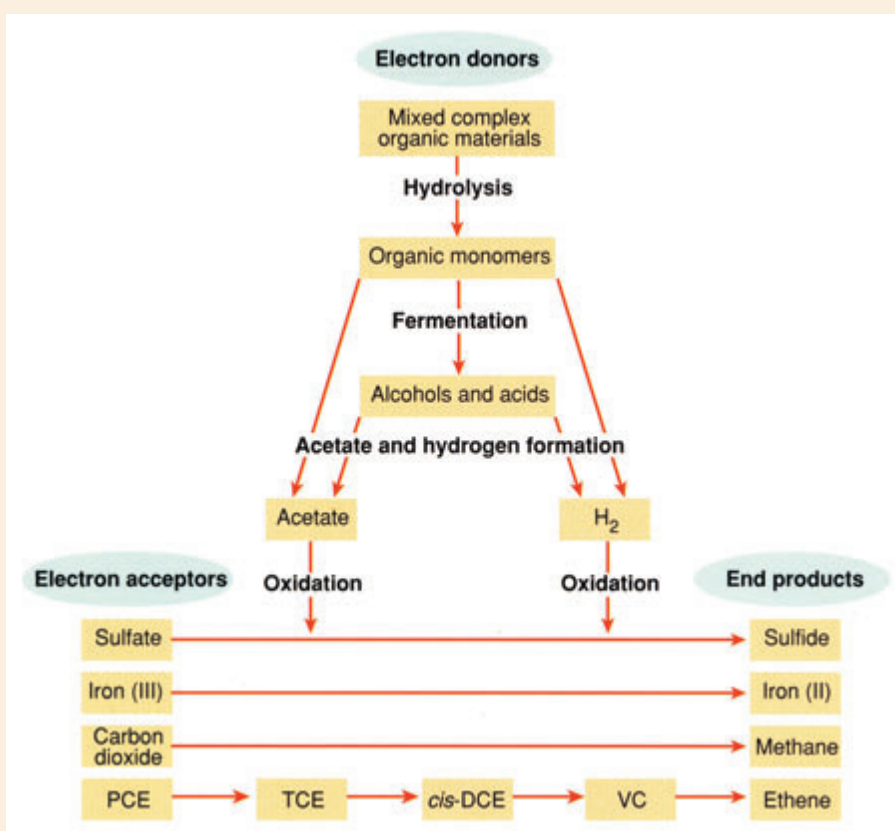 Electron donors
Mixed complex
organic materials
Hydrolysis
Organic monomers
Fermentation
Alcohols and acids
Acetate and hydrogen formation
Acetate
H₂
Electron acceptors
Oxidation
Oxidation
End products
Sulfate
Sulfide
Iron (III)
Iron (II)
Carbon
dioxide
Methane
PCE
TCE
cis-DCE
VC
Ethene